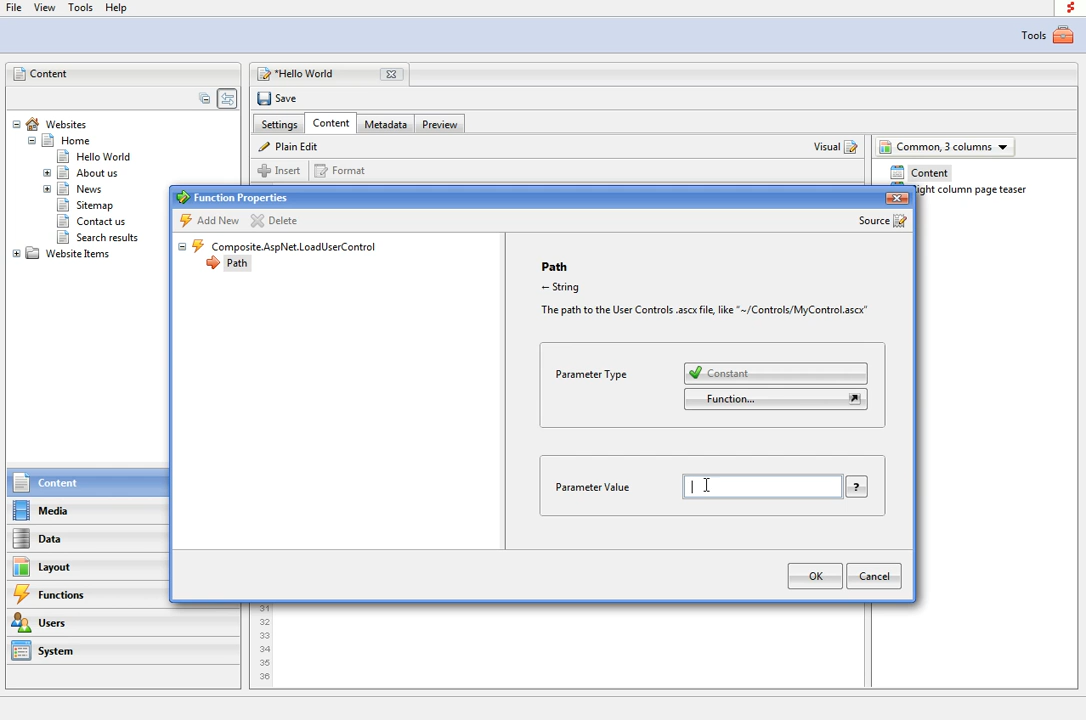 File View Tools Help
Tools
Content
*Hello World
Save
Settings Content Metadata Preview
Websites
Home
Hello World
About us
News
Sitemap
Contact us
Search results
Website Items
Plain Edit
Visual
Common, 3 columns
Insert Format
Content
ight column page teaser
Function Properties
Add New Delete
Source
Composite.AspNet.LoadUserControl
Path
Path
← String
The path to the User Controls .ascx file, like "~/Controls/MyControl.ascx"
Parameter Type
Constant
Function...
Parameter Value
?
OK Cancel
Content
Media
Data
Layout
Functions
Users
System
31
32
33
34
35
36